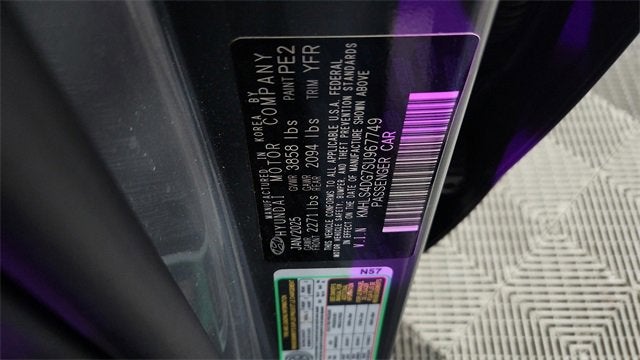 MANUFACTURED IN KOREA BY
HYUNDAI MOTOR COMPANY
JAN/2025 GVWR 3858 lbs PAINT PE2
GAWR FRONT 2271 lbs GAWR REAR 2094 lbs TRIM YFR
THIS VEHICLE CONFORMS TO ALL APPLICABLE U.S.A. FEDERAL
MOTOR VEHICLE SAFETY, BUMPER, AND THEFT PREVENTION STANDARDS
IN EFFECT ON THE DATE OF MANUFACTURE SHOWN ABOVE
V.I.N KMHLS4DG7SU967749
PASSENGER CAR
N57